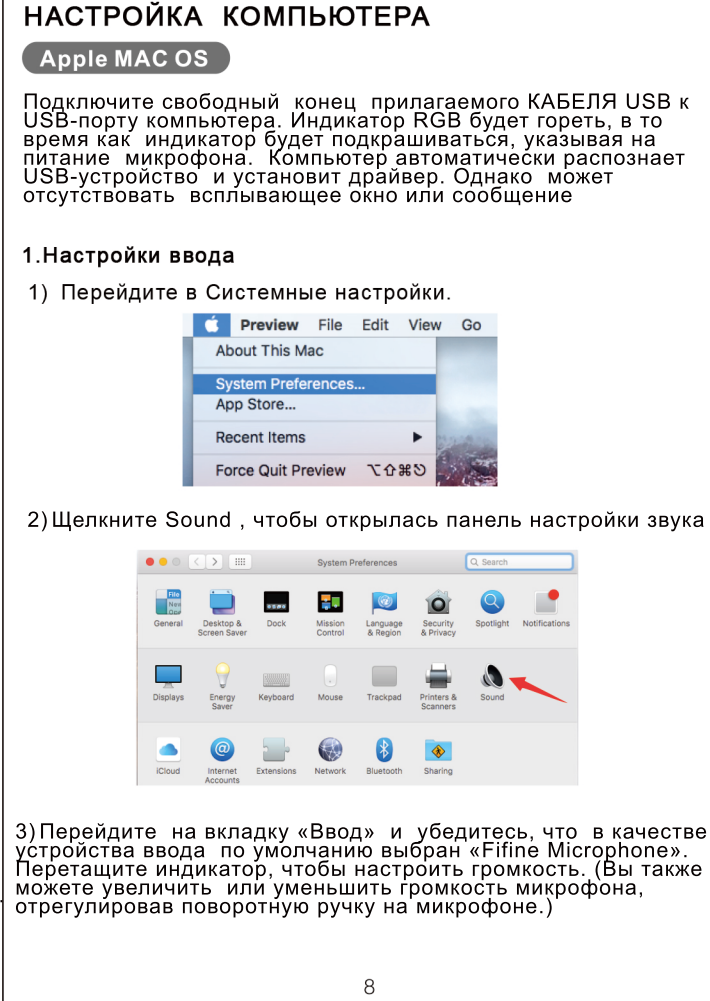 НАСТРОЙКА КОМПЬЮТЕРА
Apple MAC OS
Подключите свободный конец прилагаемого КАБЕЛЯ USB к
USB-порту компьютера. Индикатор RGB будет гореть, в то
время как индикатор будет подкрашиваться, указывая на
питание микрофона. Компьютер автоматически распознает
USB-устройство и установит драйвер. Однако может
отсутствовать всплывающее окно или сообщение
1.Настройки ввода
1) Перейдите в Системные настройки.
Preview File Edit View Go
About This Mac
System Preferences...
App Store...
Recent Items ▶
Force Quit Preview ⌥⇧⌘⎋
2) Щелкните Sound , чтобы открылась панель настройки звука
System Preferences
Search
File
New
Ope
General
Desktop &
Screen Saver
Dock
Mission
Control
Language
& Region
Security
& Privacy
Spotlight
Notifications
Displays
Energy
Saver
Keyboard
Mouse
Trackpad
Printers &
Scanners
Sound
iCloud
Internet
Accounts
Extensions
Network
Bluetooth
Sharing
3) Перейдите на вкладку «Ввод» и убедитесь, что в качестве
устройства ввода по умолчанию выбран «Fifine Microphone».
Перетащите индикатор, чтобы настроить громкость. (Вы также
можете увеличить или уменьшить громкость микрофона,
отрегулировав поворотную ручку на микрофоне.)
8